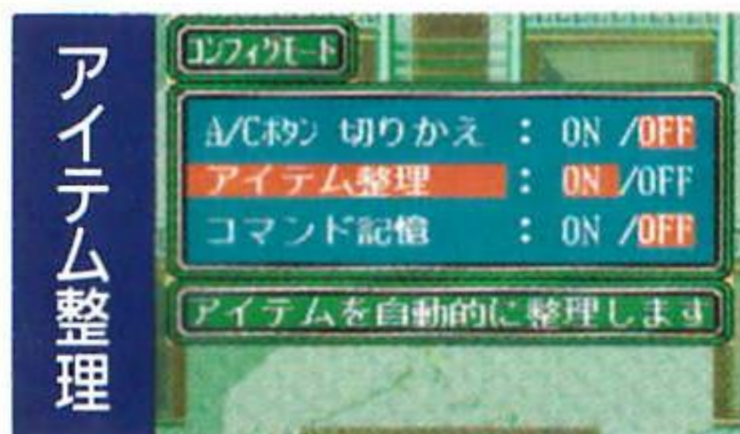 アイテム整理
コンフィグモード
A/Cボタン 切りかえ : ON /OFF
アイテム整理 : ON /OFF
コマンド記憶 : ON /OFF
アイテムを自動的に整理します